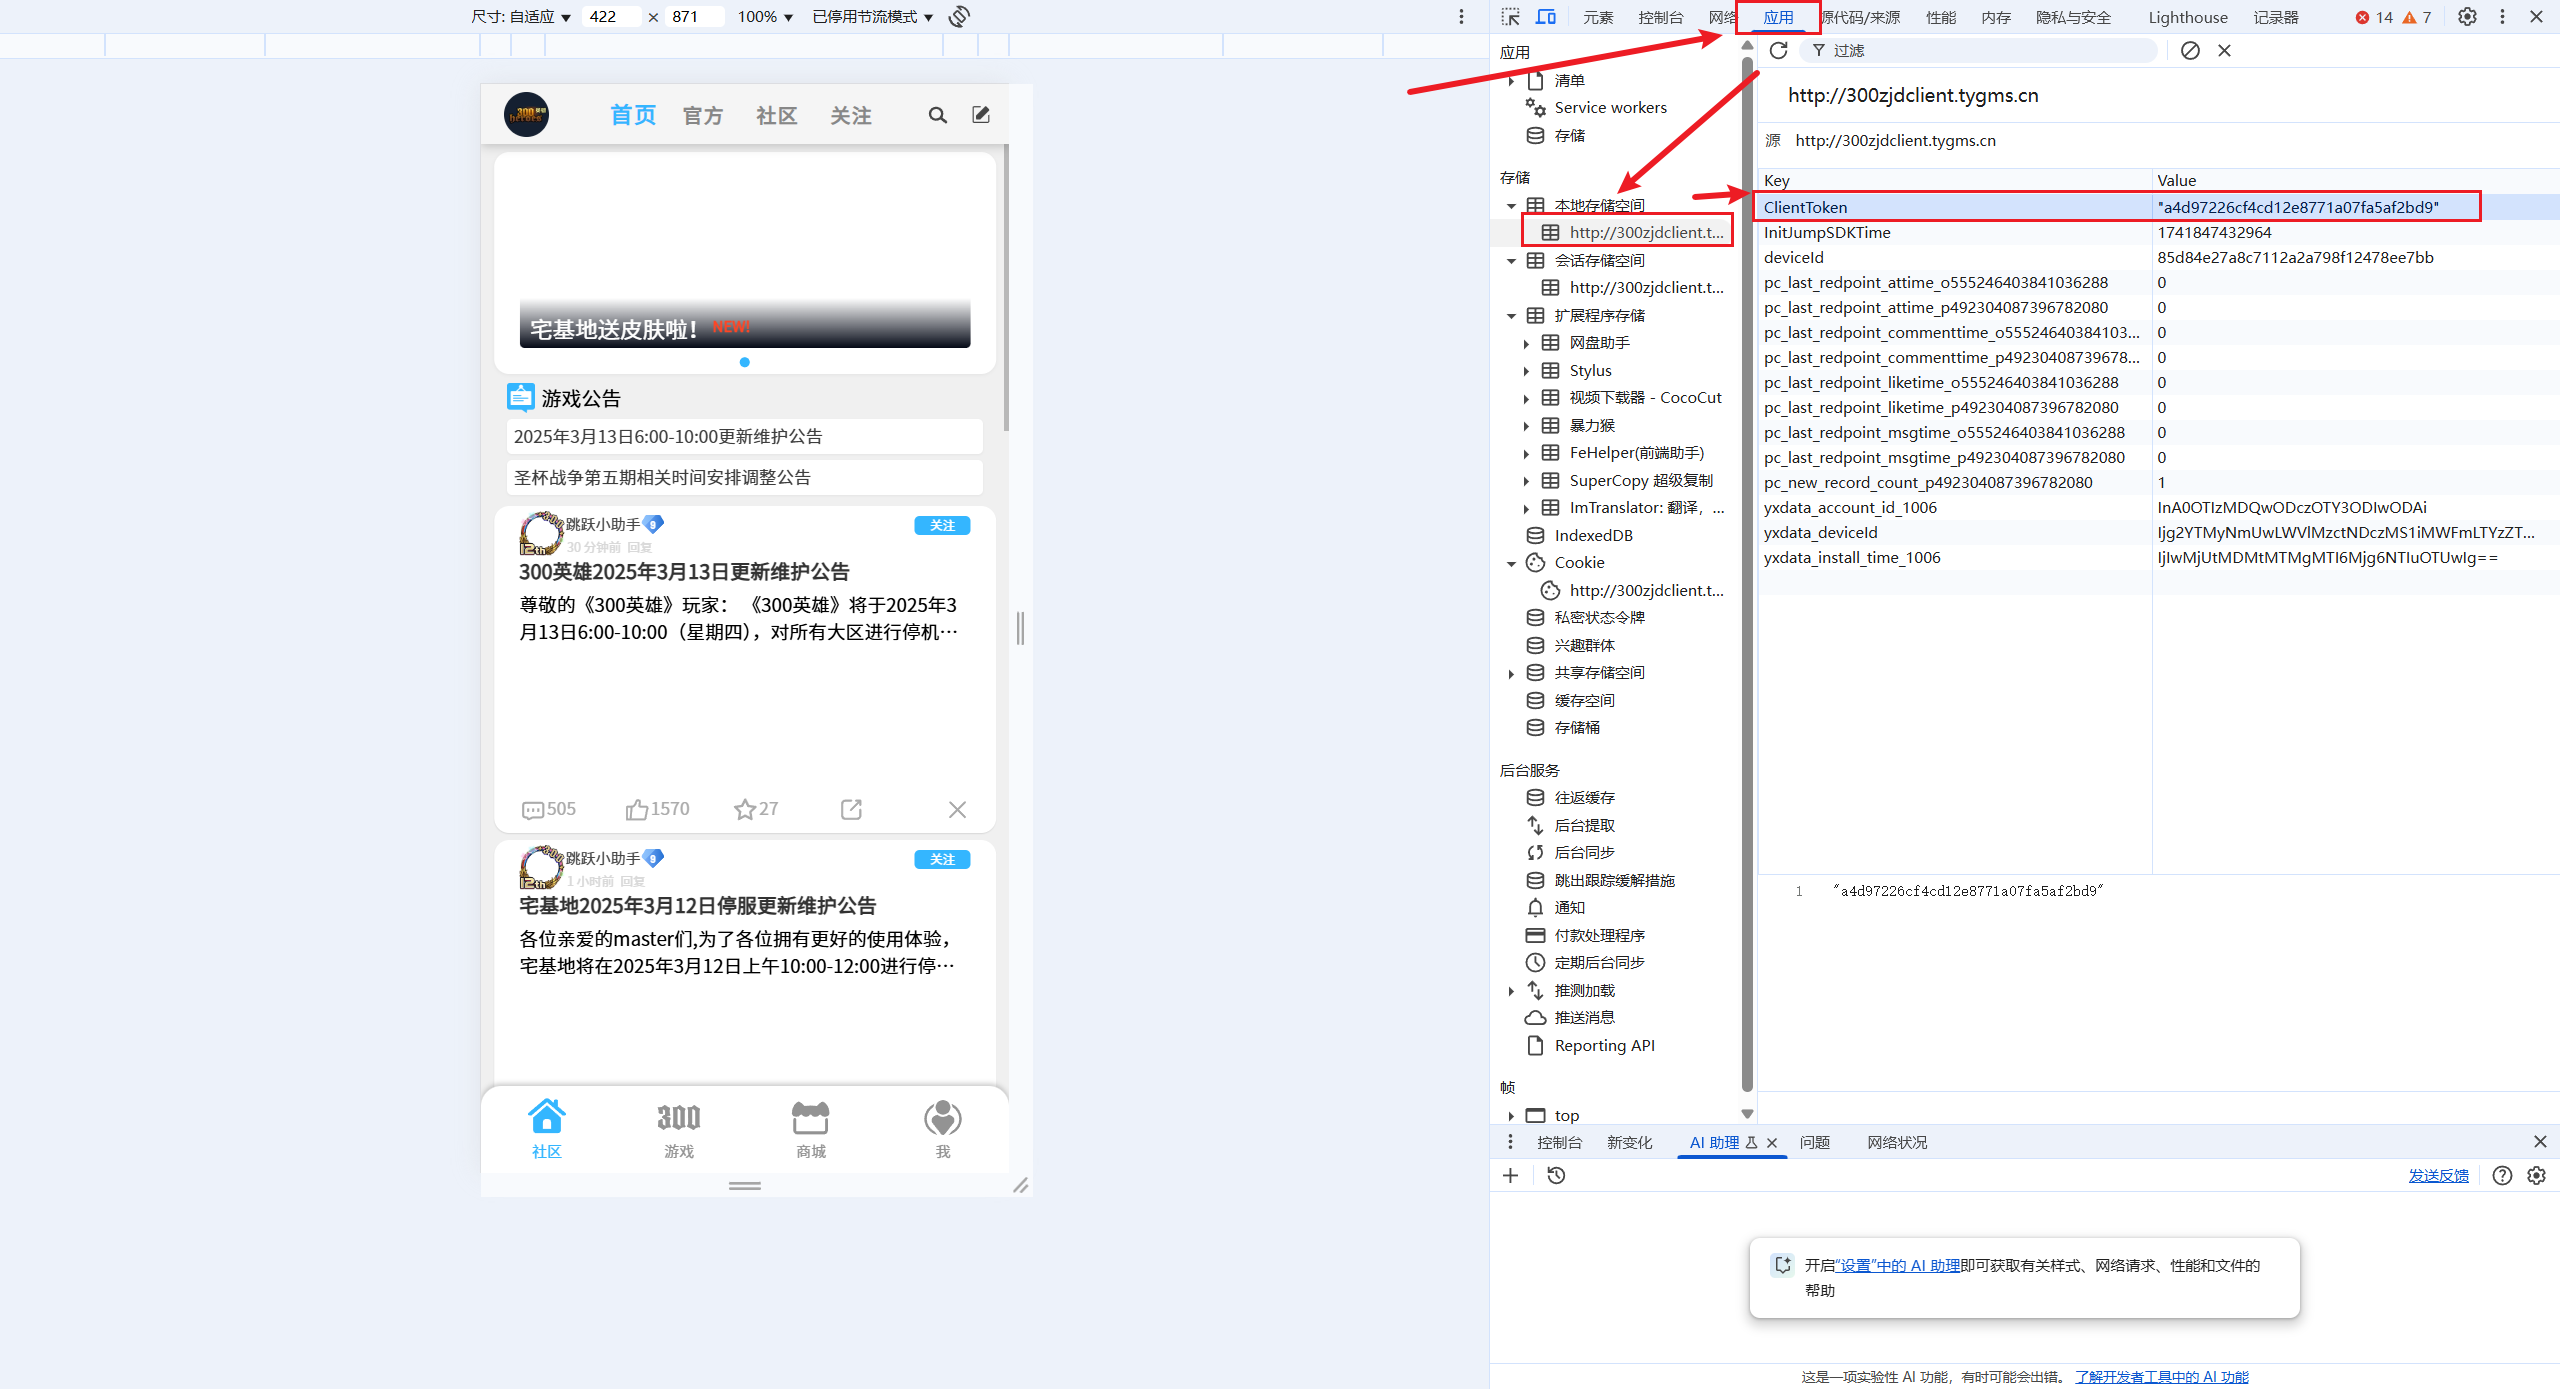 尺寸: 自适应 ▼ 422 × 871 100% ▼ 已停用节流模式 ▼
元素 控制台 网络 应用 源代码/来源 性能 内存 隐私与安全 Lighthouse 记录器 14 7
首页 官方 社区 关注
宅基地送皮肤啦！ NEW!
游戏公告
2025年3月13日6:00-10:00更新维护公告
圣杯战争第五期相关时间安排调整公告
跳跃小助手 9 关注
30 分钟前 回复
300英雄2025年3月13日更新维护公告
尊敬的《300英雄》玩家： 《300英雄》将于2025年3
月13日6:00-10:00（星期四），对所有大区进行停机…
505 1570 27
跳跃小助手 9 关注
1 小时前 回复
宅基地2025年3月12日停服更新维护公告
各位亲爱的master们,为了各位拥有更好的使用体验，
宅基地将在2025年3月12日上午10:00-12:00进行停…
社区 300 游戏 商城 我
应用
清单
Service workers
存储
存储
本地存储空间
http://300zjdclient.t...
会话存储空间
http://300zjdclient.t...
扩展程序存储
网盘助手
Stylus
视频下载器 - CocoCut
暴力猴
FeHelper(前端助手)
SuperCopy 超级复制
ImTranslator: 翻译， ...
IndexedDB
Cookie
http://300zjdclient.t...
私密状态令牌
兴趣群体
共享存储空间
缓存空间
存储桶
后台服务
往返缓存
后台提取
后台同步
跳出跟踪缓解措施
通知
付款处理程序
定期后台同步
推测加载
推送消息
Reporting API
帧
top
过滤
http://300zjdclient.tygms.cn
源 http://300zjdclient.tygms.cn
Key Value
ClientToken "a4d97226cf4cd12e8771a07fa5af2bd9"
InitJumpSDKTime 1741847432964
deviceId 85d84e27a8c7112a2a798f12478ee7bb
pc_last_redpoint_attime_o555246403841036288 0
pc_last_redpoint_attime_p492304087396782080 0
pc_last_redpoint_commenttime_o55524640384103... 0
pc_last_redpoint_commenttime_p49230408739678... 0
pc_last_redpoint_liketime_o555246403841036288 0
pc_last_redpoint_liketime_p492304087396782080 0
pc_last_redpoint_msgtime_o555246403841036288 0
pc_last_redpoint_msgtime_p492304087396782080 0
pc_new_record_count_p492304087396782080 1
yxdata_account_id_1006 InA0OTIzMDQwODczOTY3ODIwODAi
yxdata_deviceId Ijg2YTMyNmUwLWVlMzctNDczMS1iMWFmLTYzZT...
yxdata_install_time_1006 IjIwMjUtMDMtMTMgMTI6Mjg6NTIuOTUwIg==
1 "a4d97226cf4cd12e8771a07fa5af2bd9"
控制台 新变化 AI 助理 问题 网络状况
发送反馈
开启“设置”中的 AI 助理即可获取有关样式、网络请求、性能和文件的
帮助
这是一项实验性 AI 功能，有时可能会出错。 了解开发者工具中的 AI 功能